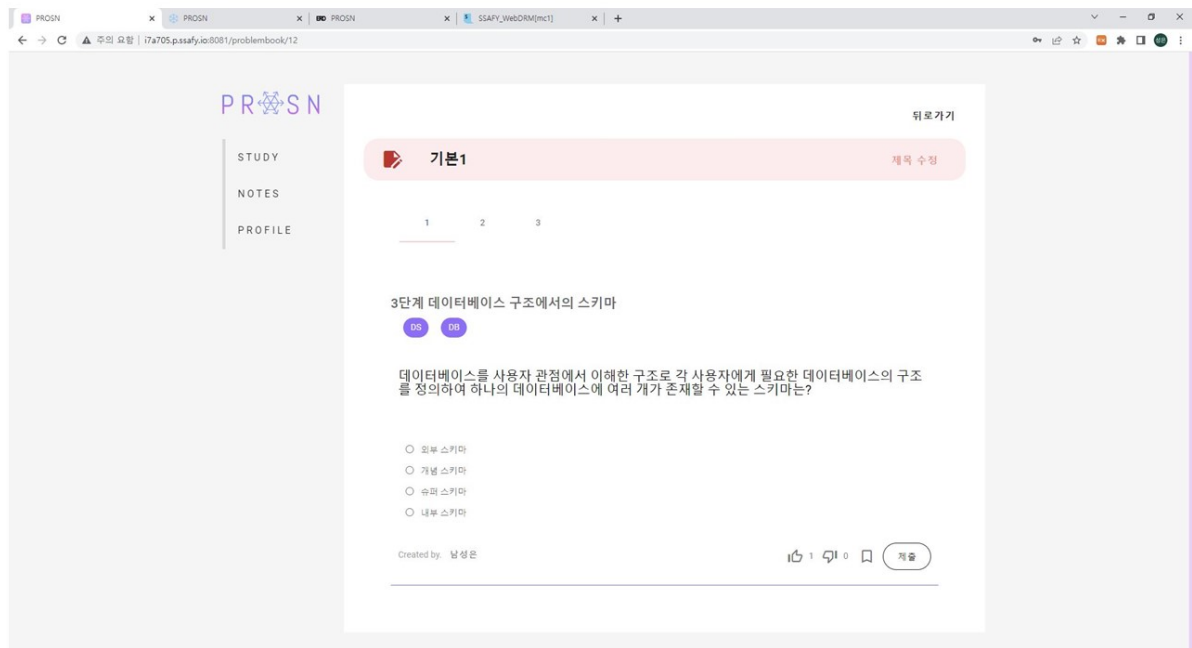 PROSN
PROSN
PROSN
SSAFY_WebDRM[mc1]
주의 요함
i7a705.p.ssafy.io:8081/problembook/12
PROSN
뒤로가기
STUDY
NOTES
PROFILE
기본1
제목 수정
1 2 3
3단계 데이터베이스 구조에서의 스키마
DS DB
데이터베이스를 사용자 관점에서 이해한 구조로 각 사용자에게 필요한 데이터베이스의 구조
를 정의하여 하나의 데이터베이스에 여러 개가 존재할 수 있는 스키마는?
외부 스키마
개념 스키마
슈퍼 스키마
내부 스키마
Created by. 남성은
1 0 제출